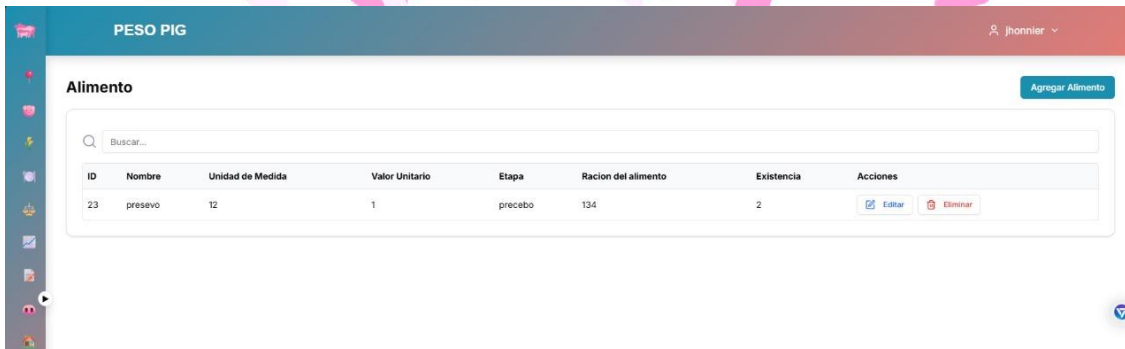 PESO PIG
jhonnier
Alimento
Agregar Alimento
Buscar...
ID Nombre Unidad de Medida Valor Unitario Etapa Racion del alimento Existencia Acciones
23 presevo 12 1 precebo 134 2 Editar Eliminar